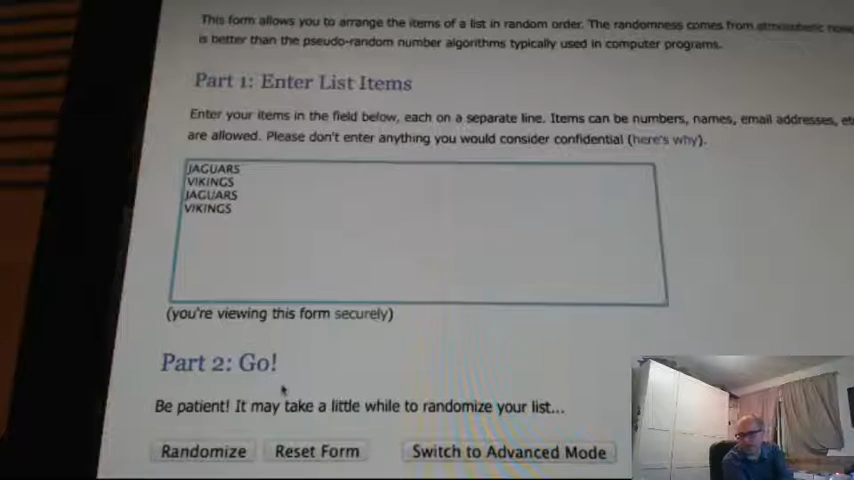 This form allows you to arrange the items of a list in random order. The randomness comes from atmospheric
is better than the pseudo-random number algorithms typically used in computer programs.
Part 1: Enter List Items
Enter your items in the field below, each on a separate line. Items can be numbers, names, email addresses, etc
are allowed. Please don't enter anything you would consider confidential (here's why).
JAGUARS
VIKINGS
JAGUARS
VIKINGS
(you're viewing this form securely)
Part 2: Go!
Be patient! It may take a little while to randomize your list...
Randomize Reset Form Switch to Advanced Mode